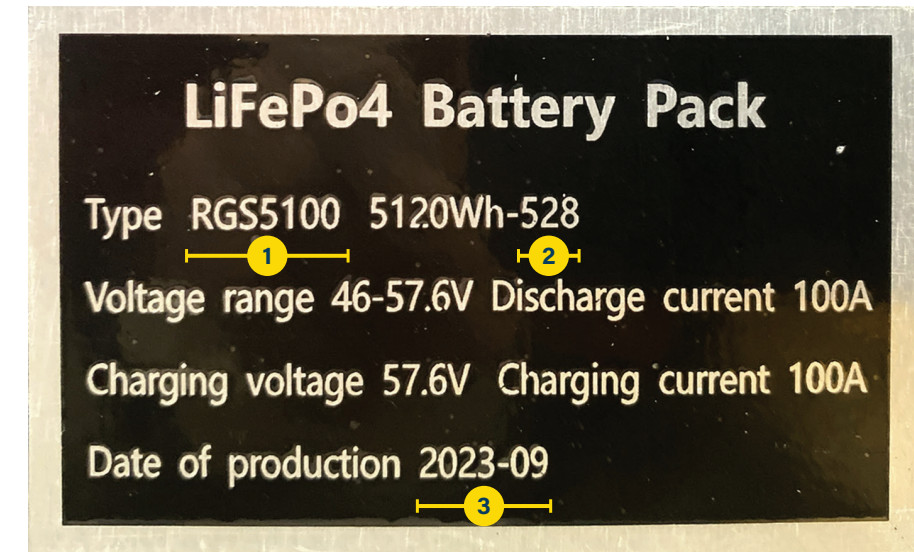 LiFePo4 Battery Pack
Type RGS5100 5120Wh-528
1 2
Voltage range 46-57.6V Discharge current 100A
Charging voltage 57.6V Charging current 100A
Date of production 2023-09
3